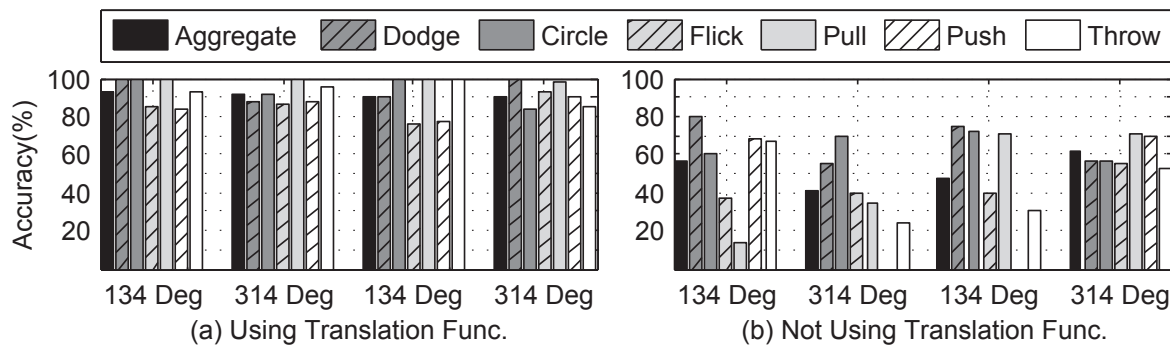 Aggregate Dodge Circle Flick Pull Push Throw
Accuracy(%)
100
80
60
40
20
134 Deg 314 Deg 134 Deg 314 Deg
(a) Using Translation Func.
100
80
60
40
20
134 Deg 314 Deg 134 Deg 314 Deg
(b) Not Using Translation Func.